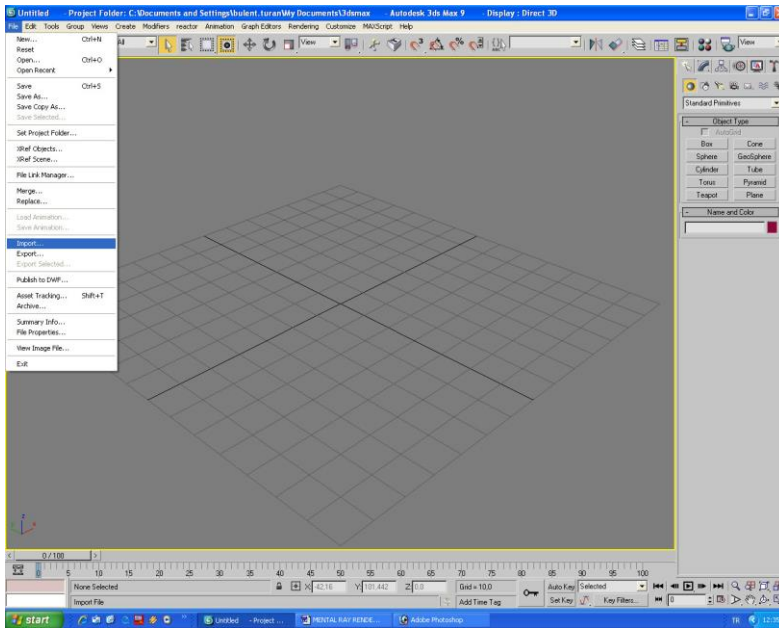 Untitled - Project Folder: C:\Documents and Settings\bulent.turan\My Documents\3dsmax - Autodesk 3ds Max 9 - Display : Direct 3D
File Edit Tools Group Views Create Modifiers reactor Animation Graph Editors Rendering Customize MAXScript Help
All View View
New... Ctrl+N
Reset
Open... Ctrl+O
Open Recent
Save Ctrl+S
Save As...
Save Copy As...
Save Selected...
Set Project Folder...
XRef Objects...
XRef Scene...
File Link Manager...
Merge...
Replace...
Load Animation...
Save Animation...
Import...
Export...
Export Selected...
Publish to DWF...
Asset Tracking... Shift+T
Archive...
Summary Info...
File Properties...
View Image File...
Exit
Standard Primitives
- Object Type
AutoGrid
Box Cone
Sphere GeoSphere
Cylinder Tube
Torus Pyramid
Teapot Plane
- Name and Color
z
0 / 100
0 5 10 15 20 25 30 35 40 45 50 55 60 65 70 75 80 85 90 95 100
None Selected X -42,16 Y 101,442 Z 0,0 Grid = 10,0 Auto Key Selected
Import File Add Time Tag Set Key Key Filters... 0
start Untitled - Project ... MENTAL RAY RENDE... Adobe Photoshop TR